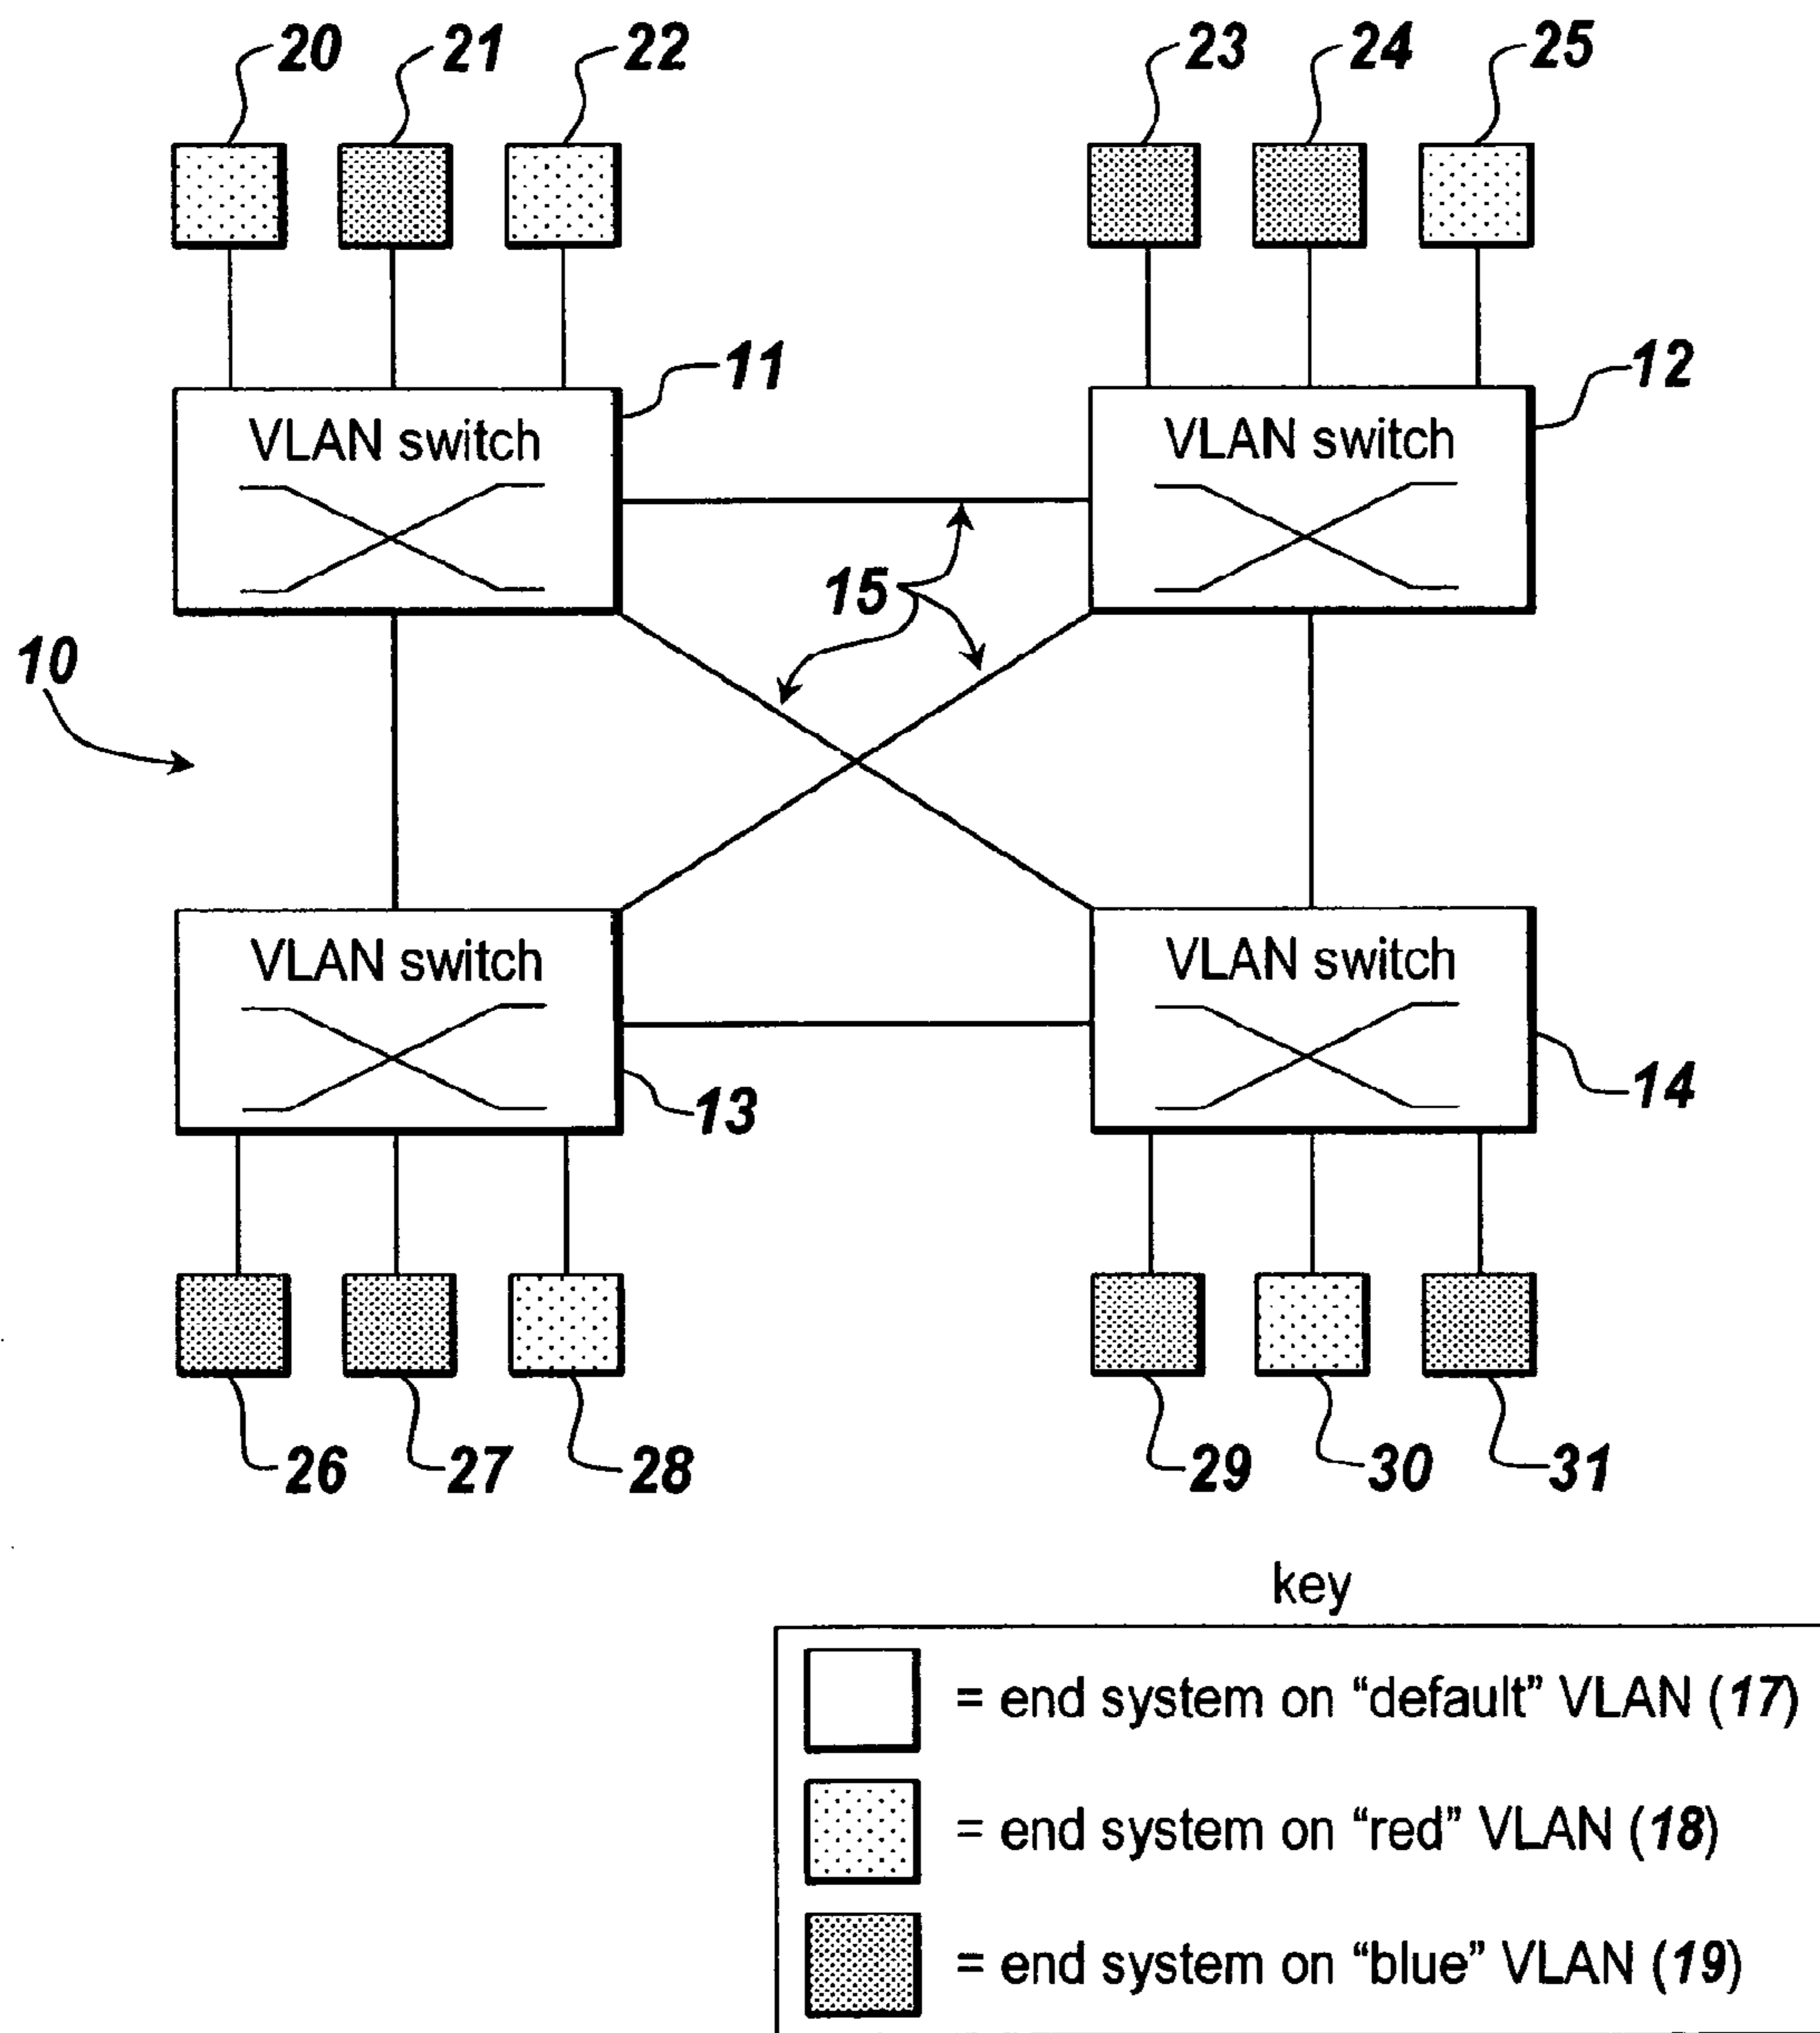 20 21 22 23 24 25
11 12
VLAN switch VLAN switch
15
10
VLAN switch VLAN switch
13 14
26 27 28 29 30 31
key
= end system on “default” VLAN (17)
= end system on “red” VLAN (18)
= end system on “blue” VLAN (19)